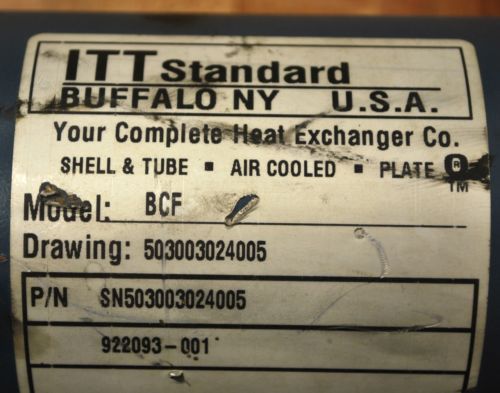 ITT Standard
BUFFALO NY U.S.A.
Your Complete Heat Exchanger Co.
SHELL & TUBE ▪ AIR COOLED ▪ PLATE ®
TM
Model: BCF
Drawing: 503003024005
P/N SN503003024005
922093-001